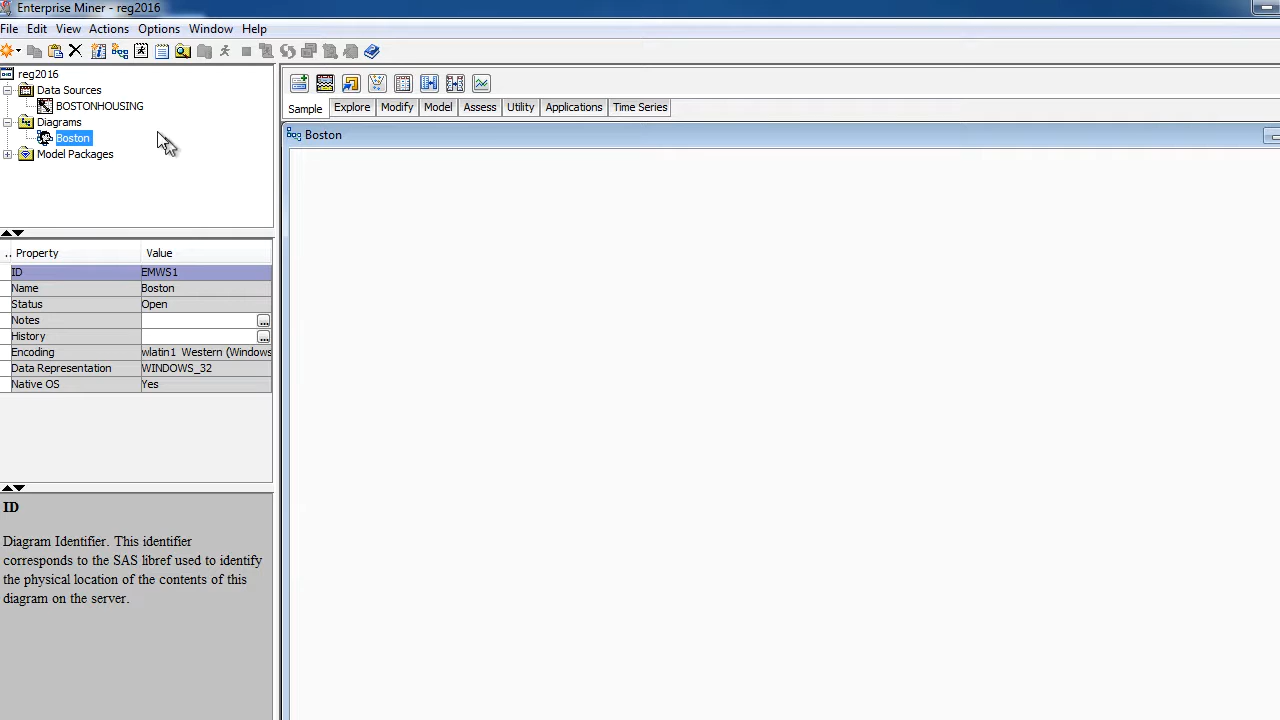 Enterprise Miner - reg2016
File Edit View Actions Options Window Help
reg2016
Data Sources
BOSTONHOUSING
Diagrams
Boston
Model Packages
Sample Explore Modify Model Assess Utility Applications Time Series
Boston
.. Property Value
ID EMWS1
Name Boston
Status Open
Notes ...
History ...
Encoding wlatin1 Western (Windows
Data Representation WINDOWS_32
Native OS Yes
ID
Diagram Identifier. This identifier
corresponds to the SAS libref used to identify
the physical location of the contents of this
diagram on the server.